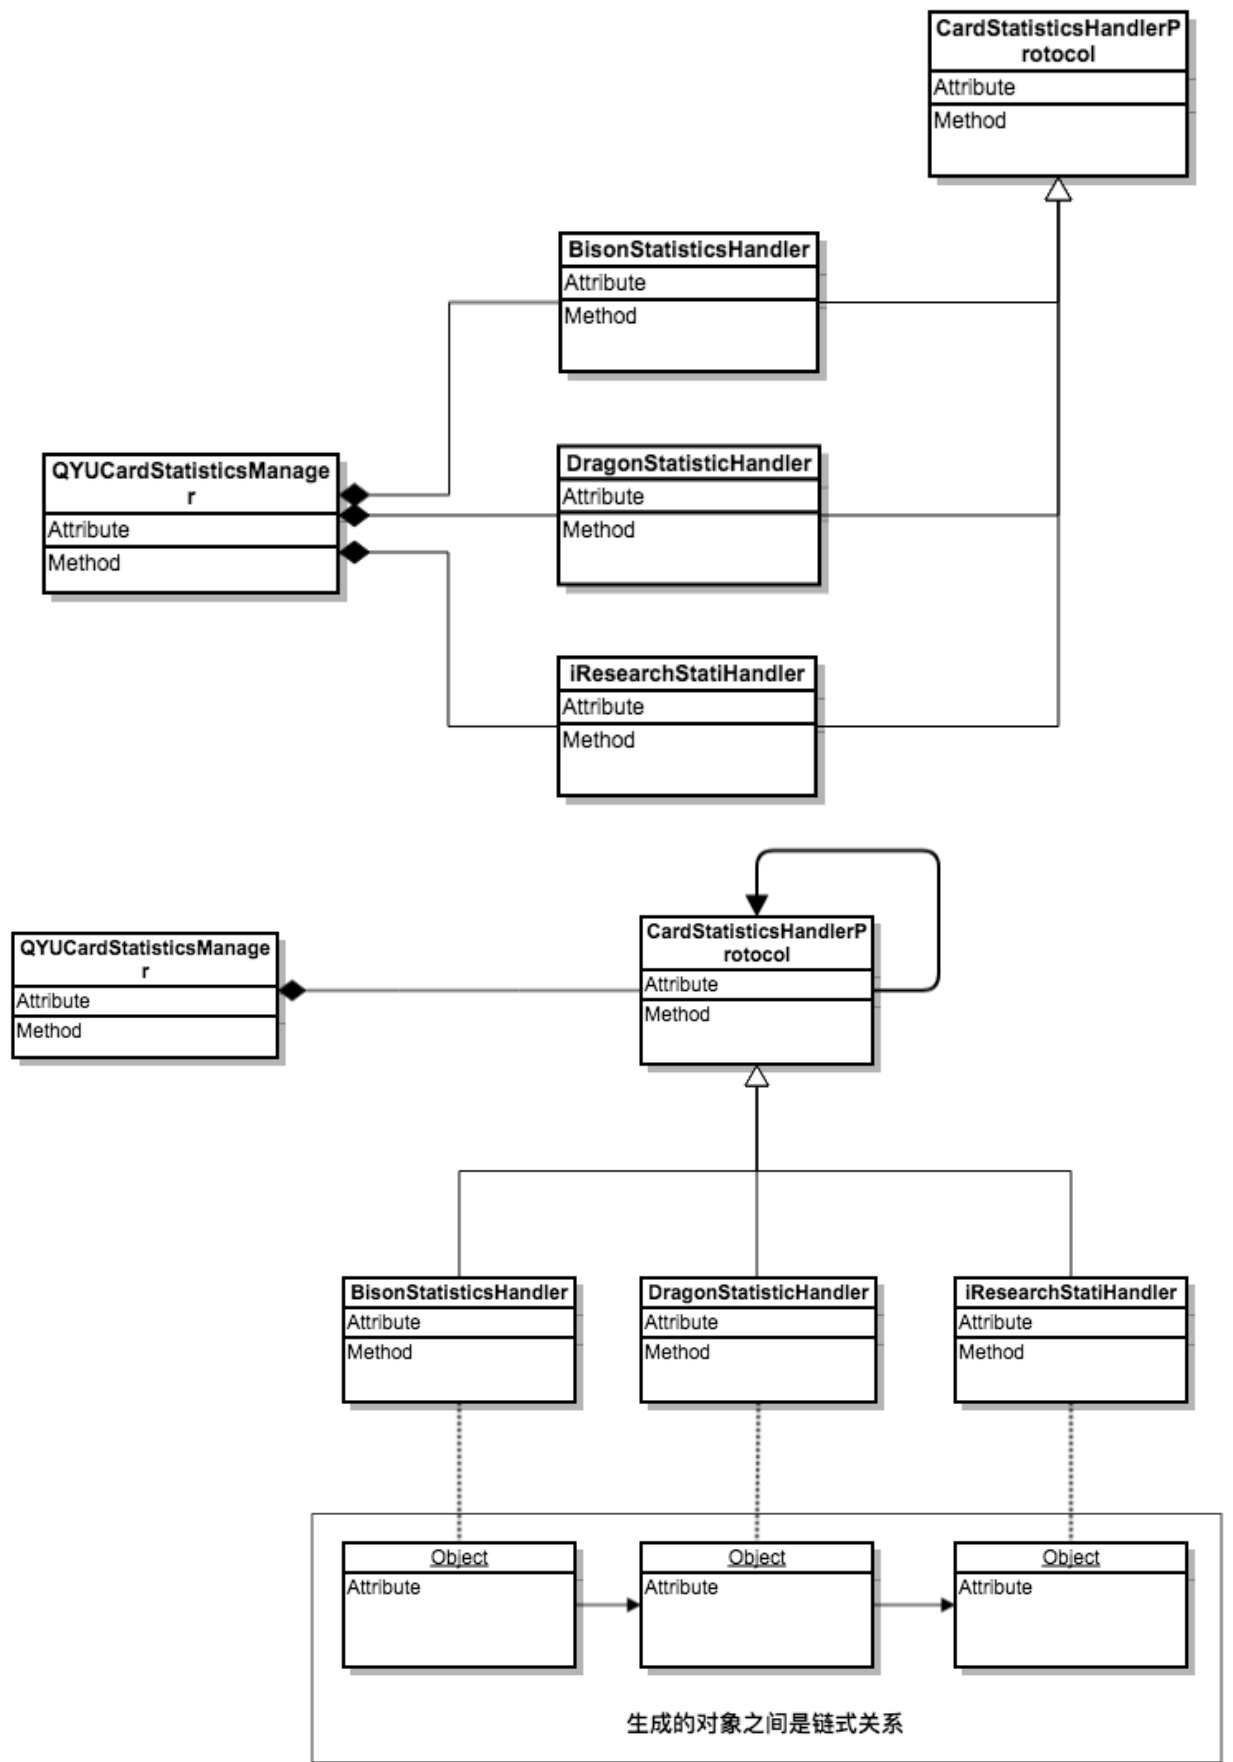 CardStatisticsHandlerP
rotocol
Attribute
Method
BisonStatisticsHandler
Attribute
Method
DragonStatisticHandler
Attribute
Method
QYUCardStatisticsManage
r
Attribute
Method
iResearchStatiHandler
Attribute
Method
CardStatisticsHandlerP
rotocol
Attribute
Method
QYUCardStatisticsManage
r
Attribute
Method
BisonStatisticsHandler
Attribute
Method
DragonStatisticHandler
Attribute
Method
iResearchStatiHandler
Attribute
Method
Object
Attribute
Object
Attribute
Object
Attribute
生成的对象之间是链式关系